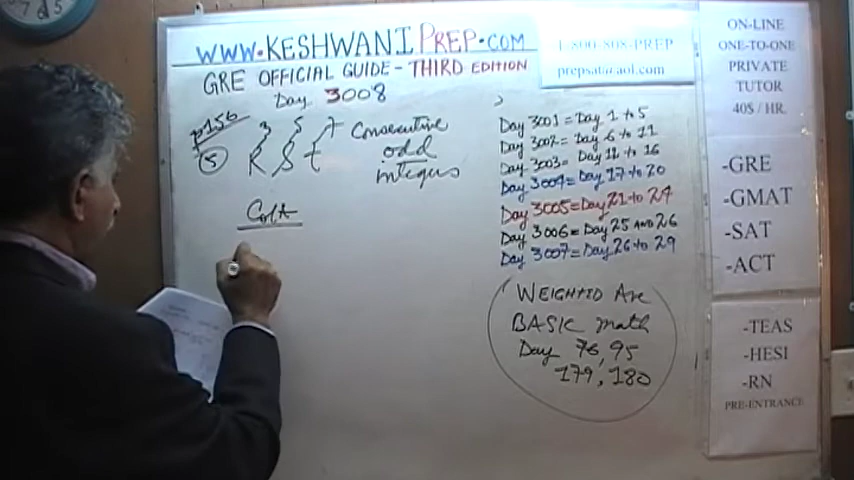 WWW.KESHWANIPREP.COM
GRE OFFICIAL GUIDE - THIRD EDITION
Day 3008
1-800-808-PREP
prepsat@aol.com
p156
5
3 5 7
R S t
Consecutive
odd
integers
Col A
Day 3001 = Day 1 to 5
Day 3002 = Day 6 to 11
Day 3003 = Day 12 to 16
Day 3004 = Day 17 to 20
Day 3005 = Day 21 to 24
Day 3006 = Day 25 AND 26
Day 3007 = Day 26 to 29
WEIGHTED Ave
BASIC math
Day 76, 95
179, 180
ON-LINE
ONE-TO-ONE
PRIVATE
TUTOR
40$ / HR.
-GRE
-GMAT
-SAT
-ACT
-TEAS
-HESI
-RN
PRE-ENTRANCE